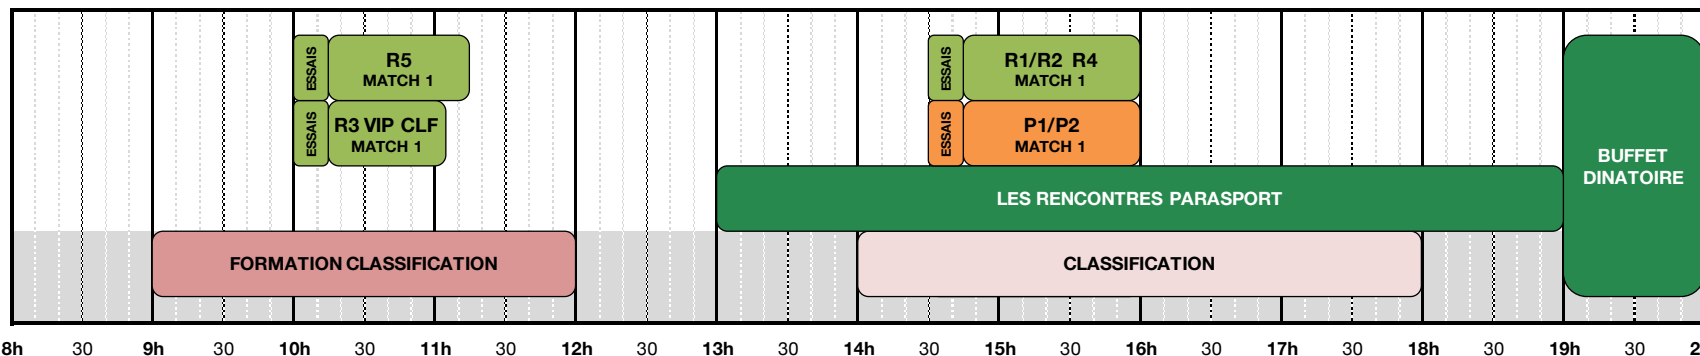 ESSAIS
R5
MATCH 1
ESSAIS
R3 VIP CLF
MATCH 1
ESSAIS
R1/R2 R4
MATCH 1
ESSAIS
P1/P2
MATCH 1
LES RENCONTRES PARASPORT
BUFFET
DINATOIRE
FORMATION CLASSIFICATION
CLASSIFICATION
8h 30 9h 30 10h 30 11h 30 12h 30 13h 30 14h 30 15h 30 16h 30 17h 30 18h 30 19h 30 2